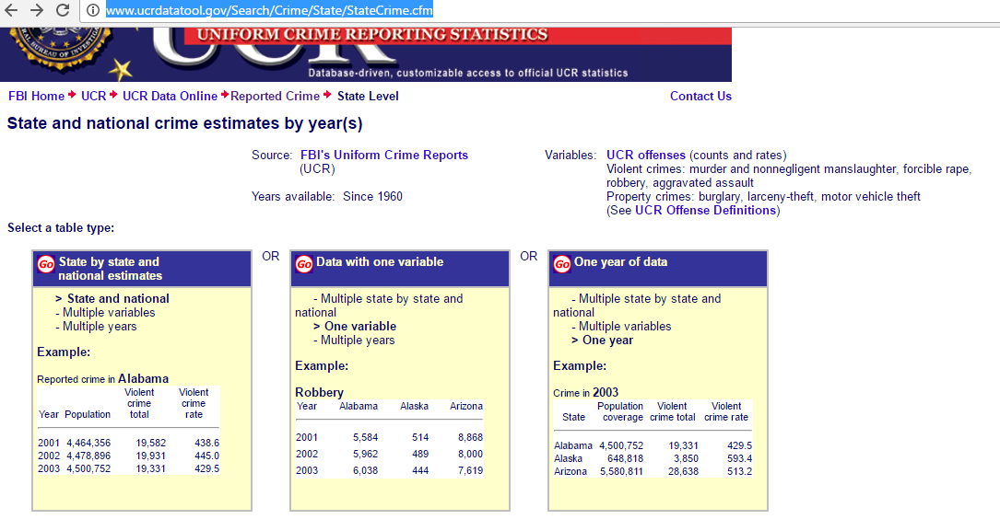 www.ucrdatatool.gov/Search/Crime/State/StateCrime.cfm
UNIFORM CRIME REPORTING STATISTICS
UCR
Database-driven, customizable access to official UCR statistics
FBI Home UCR UCR Data Online Reported Crime State Level
Contact Us
State and national crime estimates by year(s)
Source: FBI's Uniform Crime Reports
(UCR)
Years available: Since 1960
Variables: UCR offenses (counts and rates)
Violent crimes: murder and nonnegligent manslaughter, forcible rape,
robbery, aggravated assault
Property crimes: burglary, larceny-theft, motor vehicle theft
(See UCR Offense Definitions)
Select a table type:
Go State by state and
national estimates
> State and national
- Multiple variables
- Multiple years
Example:
Reported crime in Alabama
Violent Violent
crime crime
Year Population total rate
2001 4,464,356 19,582 438.6
2002 4,478,896 19,931 445.0
2003 4,500,752 19,331 429.5
OR
Go Data with one variable
- Multiple state by state and
national
> One variable
- Multiple years
Example:
Robbery
Year Alabama Alaska Arizona
2001 5,584 514 8,868
2002 5,962 489 8,000
2003 6,038 444 7,619
OR
Go One year of data
- Multiple state by state and
national
- Multiple variables
> One year
Example:
Crime in 2003
Population Violent Violent
State coverage crime total crime rate
Alabama 4,500,752 19,331 429.5
Alaska 648,818 3,850 593.4
Arizona 5,580,811 28,638 513.2